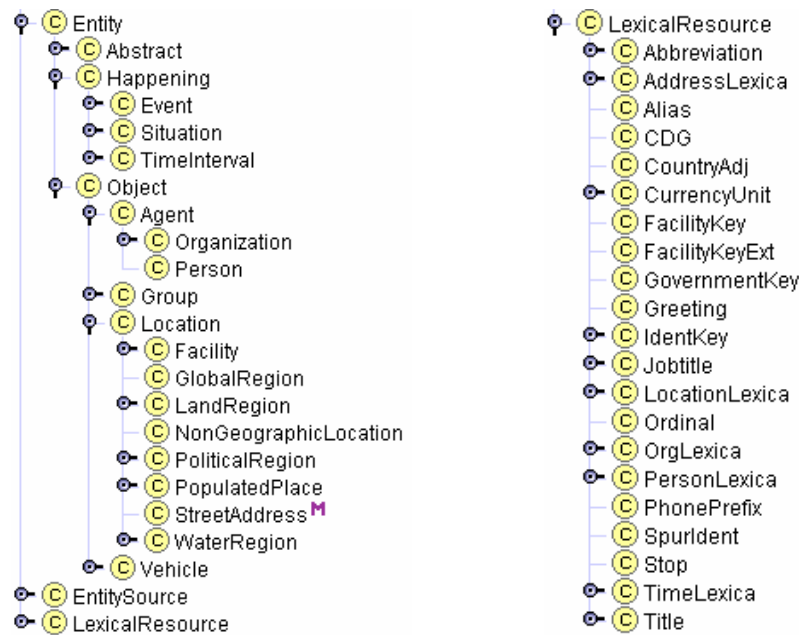 C Entity
C Abstract
C Happening
C Event
C Situation
C TimeInterval
C Object
C Agent
C Organization
C Person
C Group
C Location
C Facility
C GlobalRegion
C LandRegion
C NonGeographicLocation
C PoliticalRegion
C PopulatedPlace
C StreetAddress M
C WaterRegion
C Vehicle
C EntitySource
C LexicalResource
C LexicalResource
C Abbreviation
C AddressLexica
C Alias
C CDG
C CountryAdj
C CurrencyUnit
C FacilityKey
C FacilityKeyExt
C GovernmentKey
C Greeting
C IdentKey
C Jobtitle
C LocationLexica
C Ordinal
C OrgLexica
C PersonLexica
C PhonePrefix
C SpurIdent
C Stop
C TimeLexica
C Title